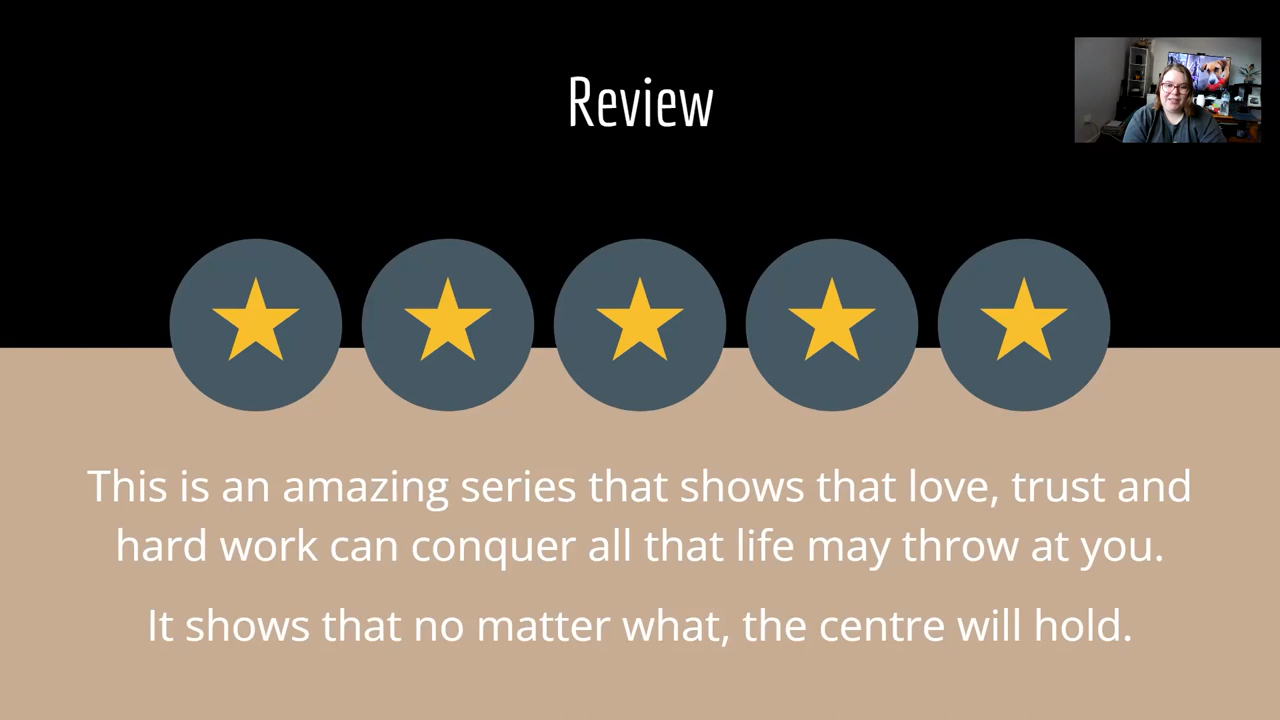 Review
This is an amazing series that shows that love, trust and
hard work can conquer all that life may throw at you.
It shows that no matter what, the centre will hold.